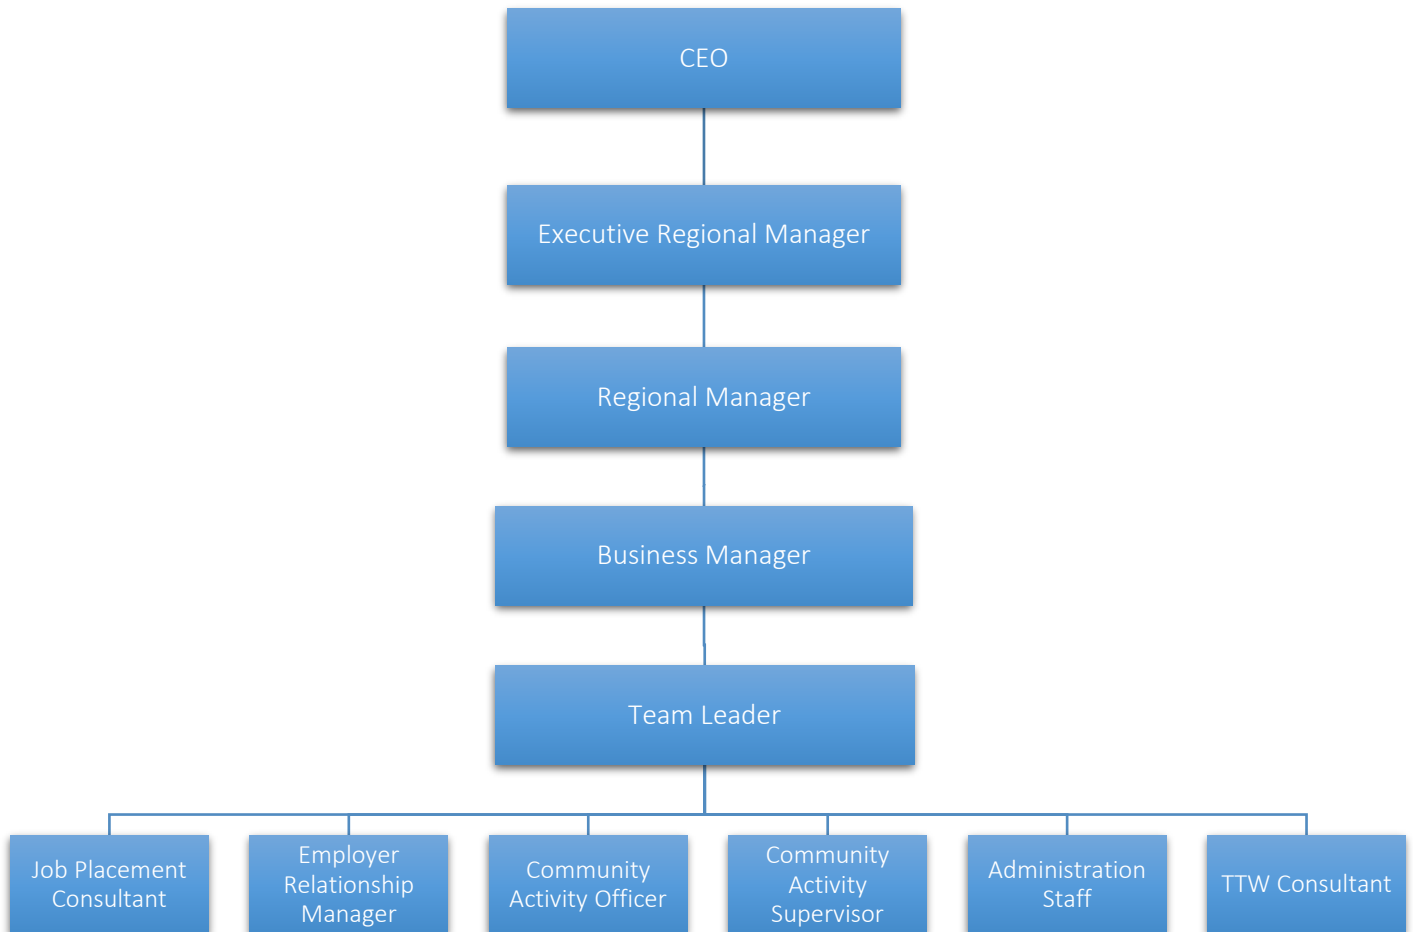 CEO
Executive Regional Manager
Regional Manager
Business Manager
Team Leader
Job Placement
Consultant
Employer
Relationship
Manager
Community
Activity Officer
Community
Activity
Supervisor
Administration
Staff
TTW Consultant